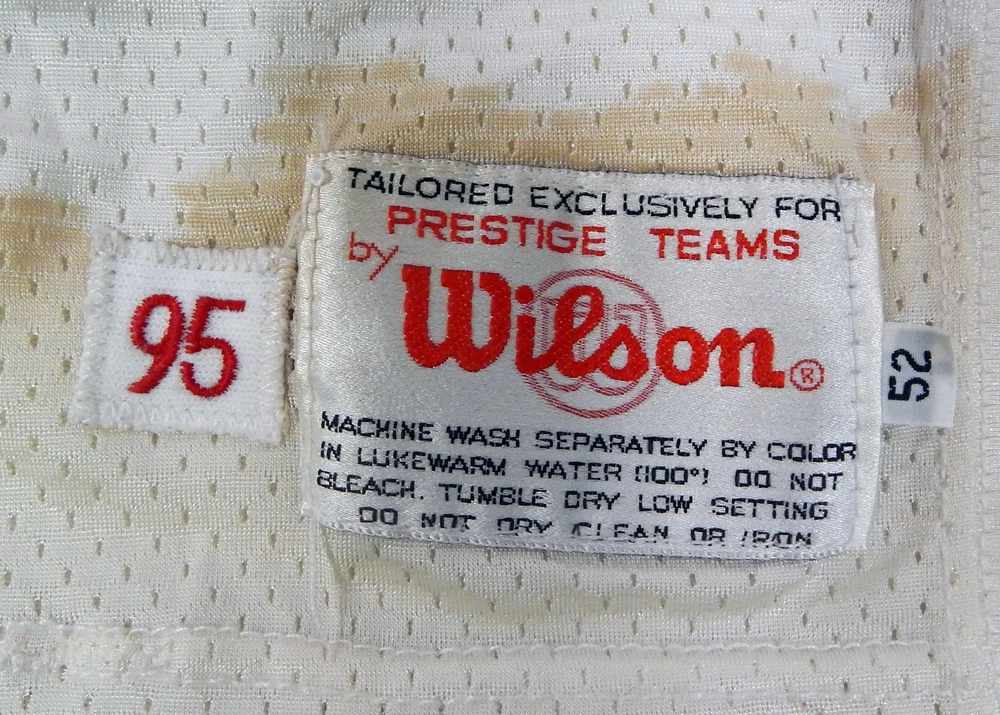 95
TAILORED EXCLUSIVELY FOR
PRESTIGE TEAMS
by
Wilson®
MACHINE WASH SEPARATELY BY COLOR
IN LUKEWARM WATER (100°) DO NOT
BLEACH. TUMBLE DRY LOW SETTING
DO NOT DRY CLEAN OR IRON
52